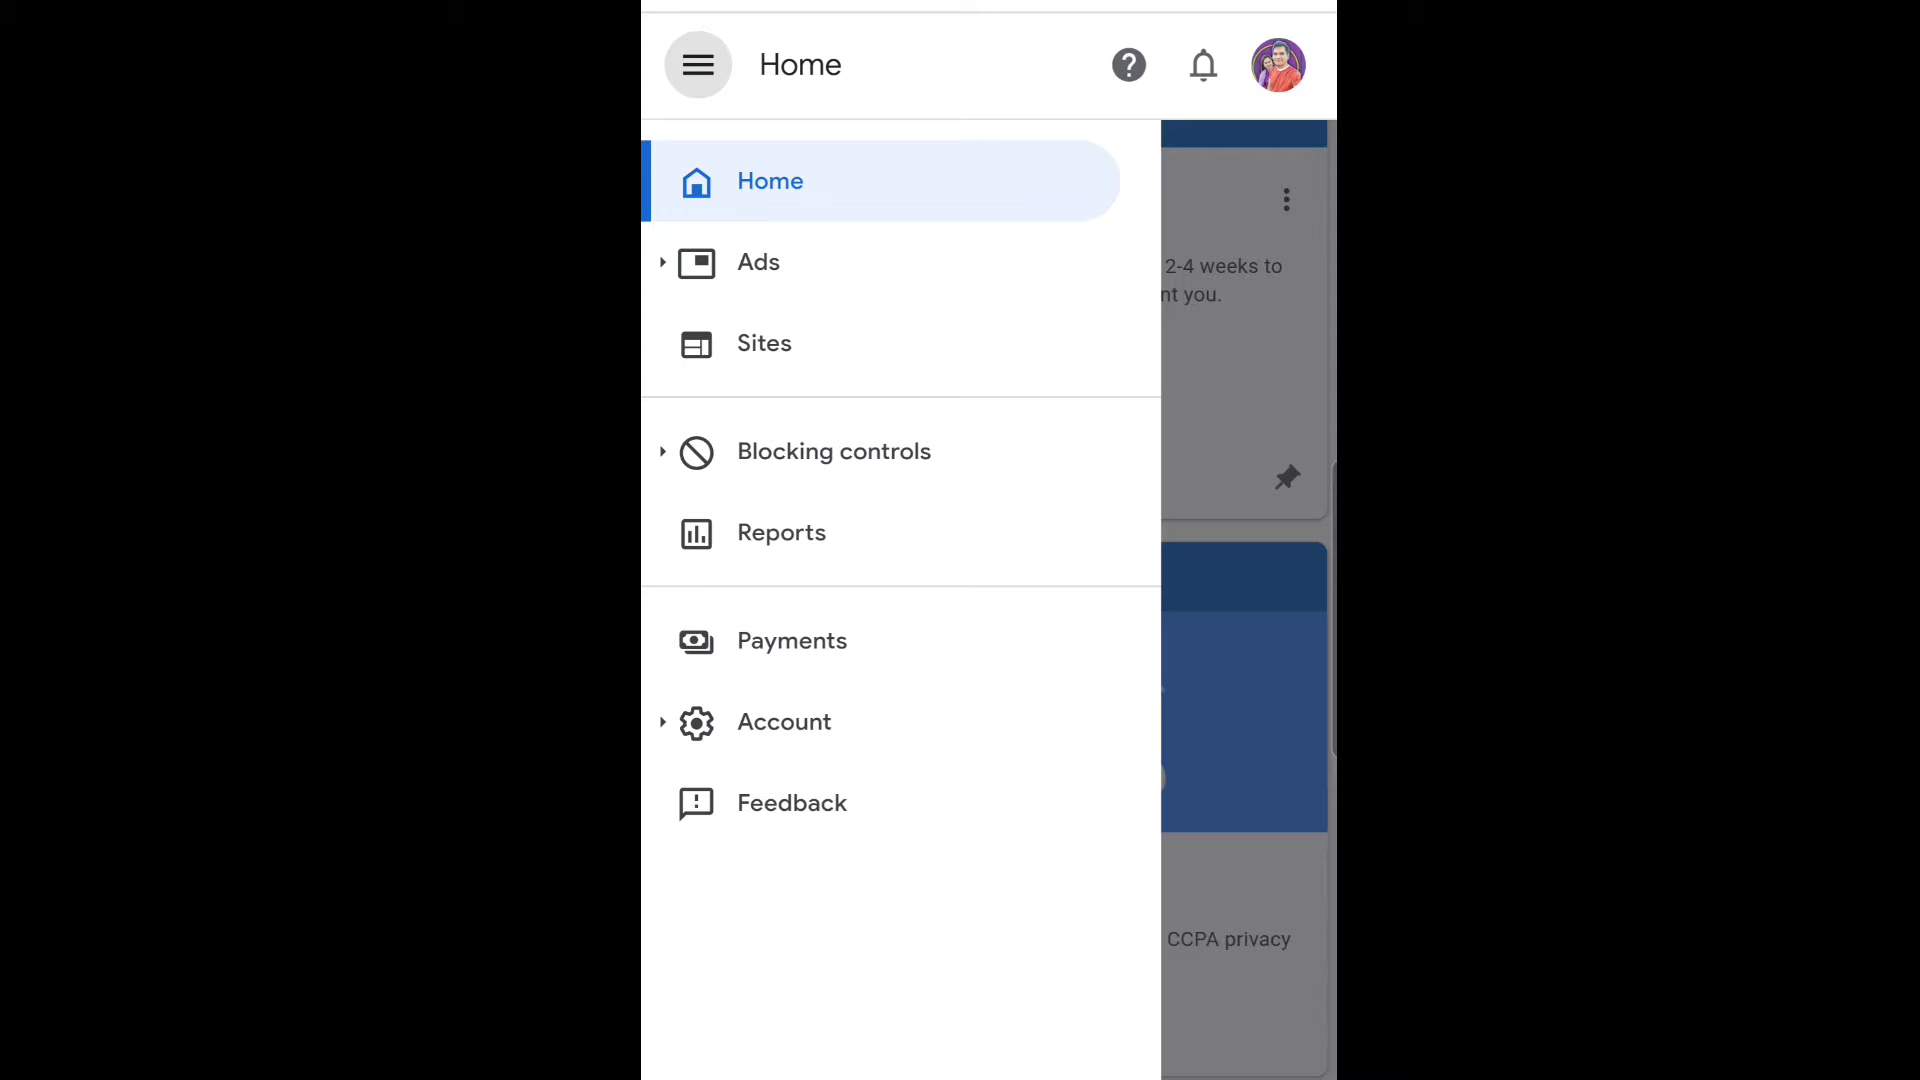 Home
Home
Ads
Sites
Blocking controls
Reports
Payments
Account
Feedback
2-4 weeks to
nt you.
CCPA privacy